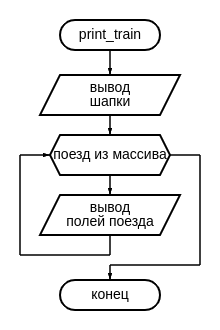 print_train
вывод
шапки
поезд из массива
вывод
полей поезда
конец